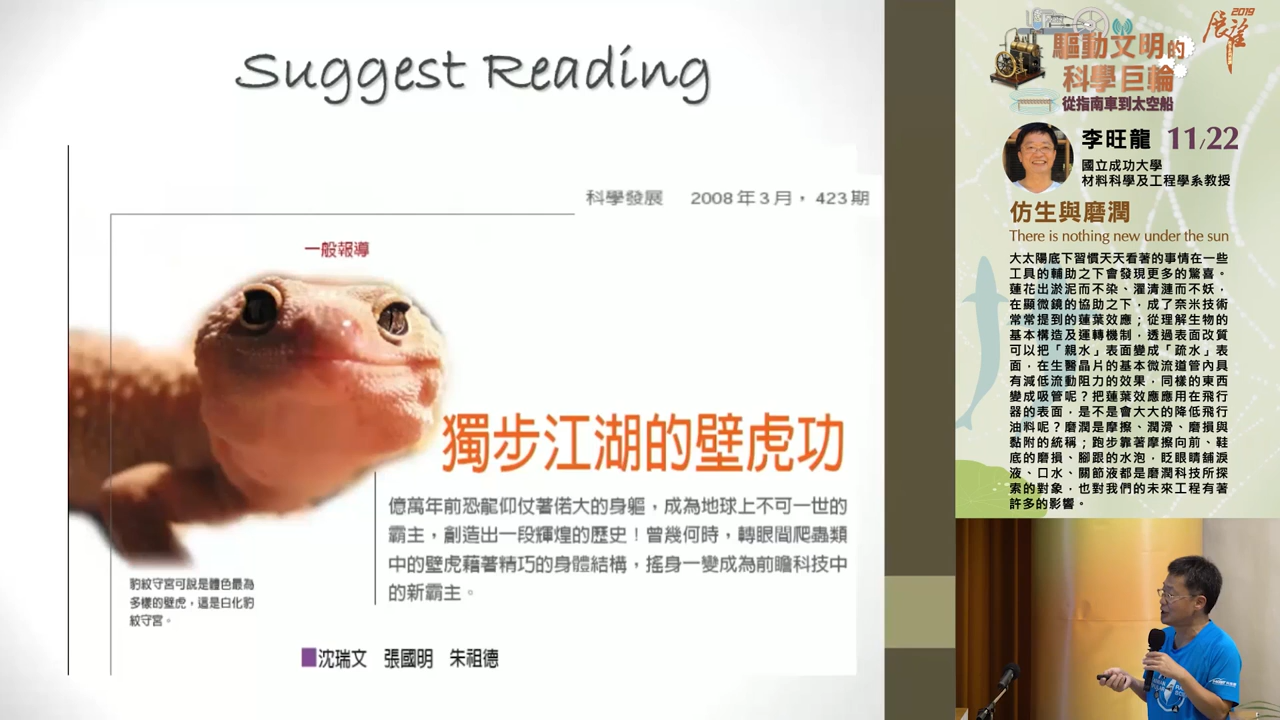 Suggest Reading
科學發展 2008年3月，423期
一般報導
獨步江湖的壁虎功
億萬年前恐龍仰仗著偌大的身軀，成為地球上不可一世的
霸主，創造出一段輝煌的歷史！曾幾何時，轉眼間爬蟲類
中的壁虎藉著精巧的身體結構，搖身一變成為前瞻科技中
的新霸主。
豹紋守宮可說是體色最為
多樣的壁虎，這是白化豹
紋守宮。
沈瑞文 張國明 朱祖德
2019
展望
驅動文明的
科學巨輪
從指南車到太空船
李旺龍 11/22
國立成功大學
材料科學及工程學系教授
仿生與磨潤
There is nothing new under the sun
大太陽底下習慣天天看著的事情在一些
工具的輔助之下會發現更多的驚喜。
蓮花出淤泥而不染、濯清漣而不妖，
在顯微鏡的協助之下，成了奈米技術
常常提到的蓮葉效應；從理解生物的
基本構造及運轉機制，透過表面改質
可以把「親水」表面變成「疏水」表
面，在生醫晶片的基本微流道管內具
有減低流動阻力的效果，同樣的東西
變成吸管呢？把蓮葉效應應用在飛行
器的表面，是不是會大大的降低飛行
油料呢？磨潤是摩擦、潤滑、磨損與
黏附的統稱；跑步靠著摩擦向前、鞋
底的磨損、腳跟的水泡，眨眼睛舖淚
液、口水、關節液都是磨潤科技所探
索的對象，也對我們的未來工程有著
許多的影響。